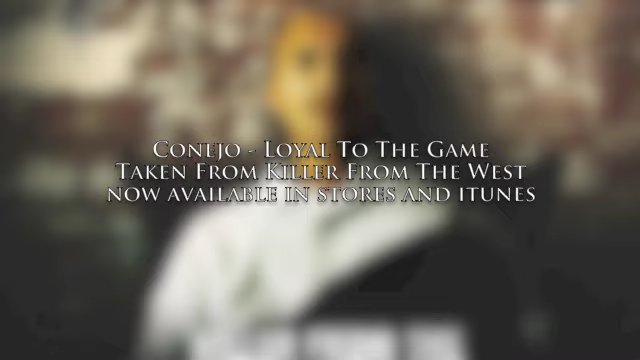 Conejo - Loyal To The Game
Taken From Killer From The West
now available in stores and itunes